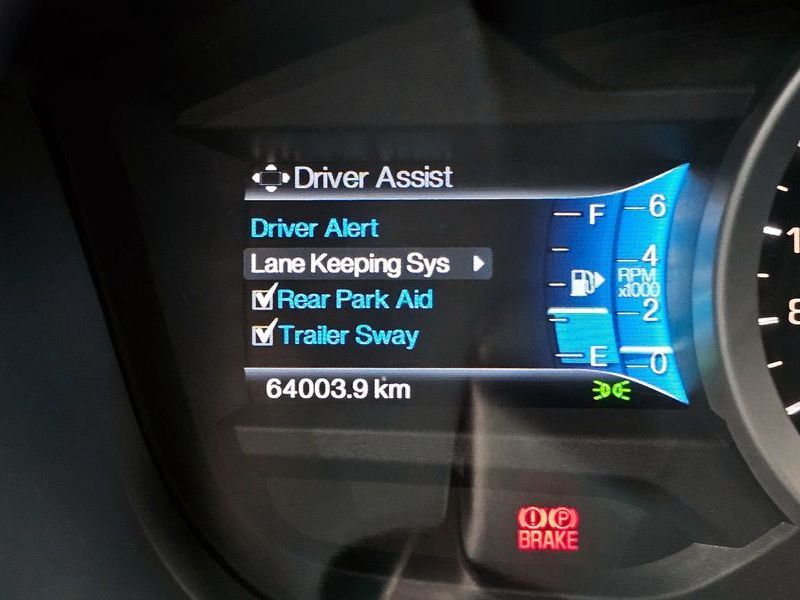 Driver Assist
Driver Alert
Lane Keeping Sys
Rear Park Aid
Trailer Sway
64003.9 km
F
E
6
4
RPM
x1000
2
0
BRAKE